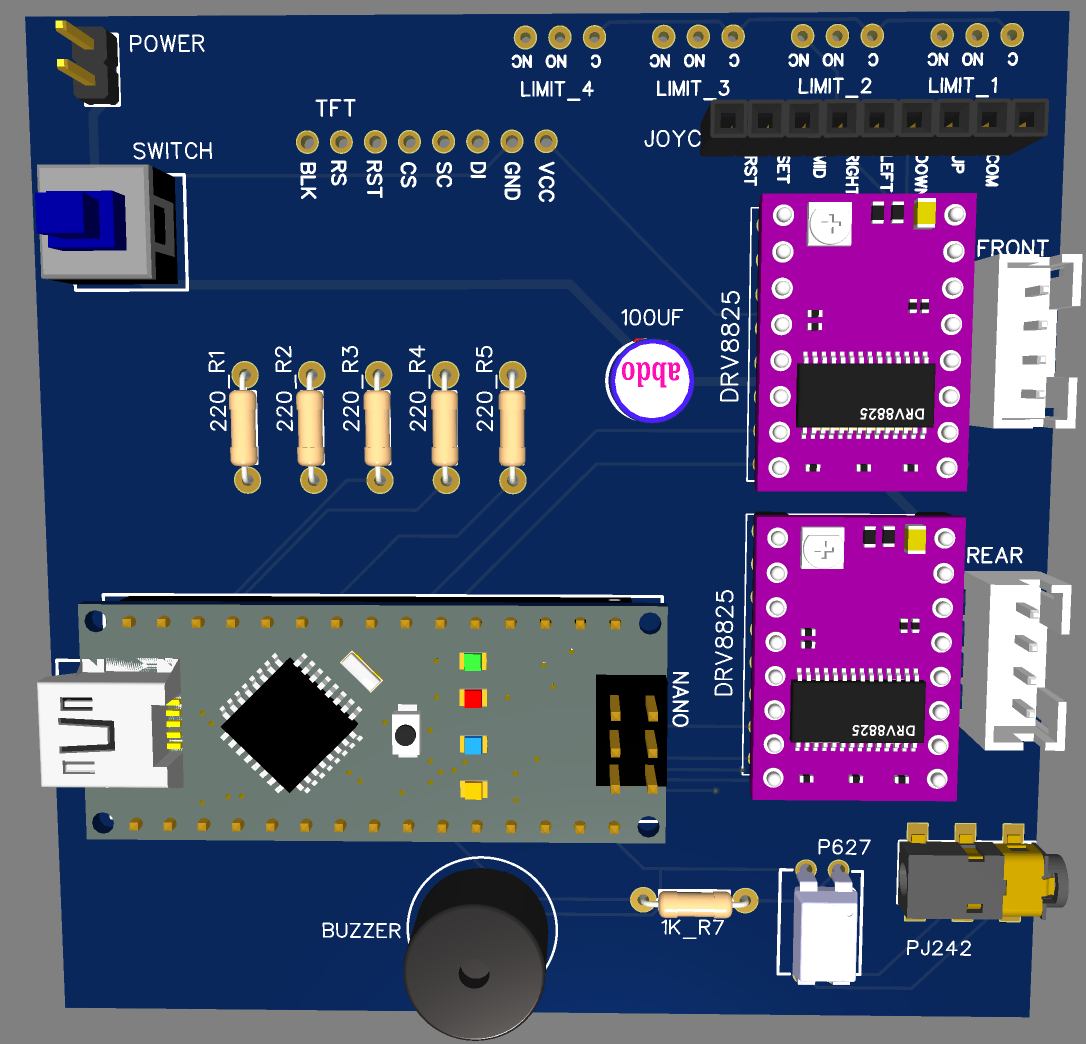 POWER
NC NO C
NC NO C
NC NO C
NC NO C
LIMIT_4
LIMIT_3
LIMIT_2
LIMIT_1
TFT
JOYC
SWITCH
BLK
RS
RST
CS
SC
DI
GND
VCC
RST
SET
MID
RIGHT
LEFT
DOWN
UP
COM
FRONT
100UF
abdo
DRV8825
DRV8825
220_R1
220_R2
220_R3
220_R4
220_R5
REAR
DRV8825
DRV8825
NANO
P627
BUZZER
1K_R7
PJ242